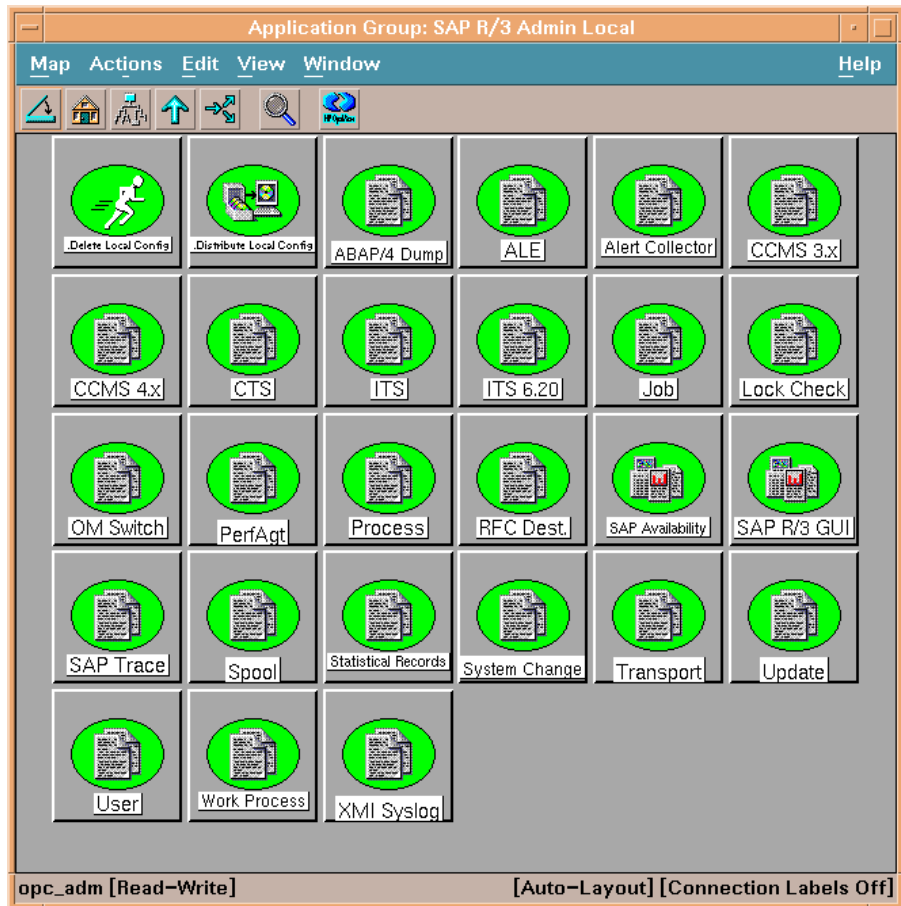 Application Group: SAP R/3 Admin Local
Map Actions Edit View Window Help
HP OpenView
.Delete Local Config .Distribute Local Config ABAP/4 Dump ALE Alert Collector CCMS 3.x
CCMS 4.x CTS ITS ITS 6.20 Job Lock Check
OM Switch PerfAgt Process RFC Dest. SAP Availability SAP R/3 GUI
SAP Trace Spool Statistical Records System Change Transport Update
User Work Process XMI Syslog
opc_adm [Read-Write] [Auto-Layout] [Connection Labels Off]